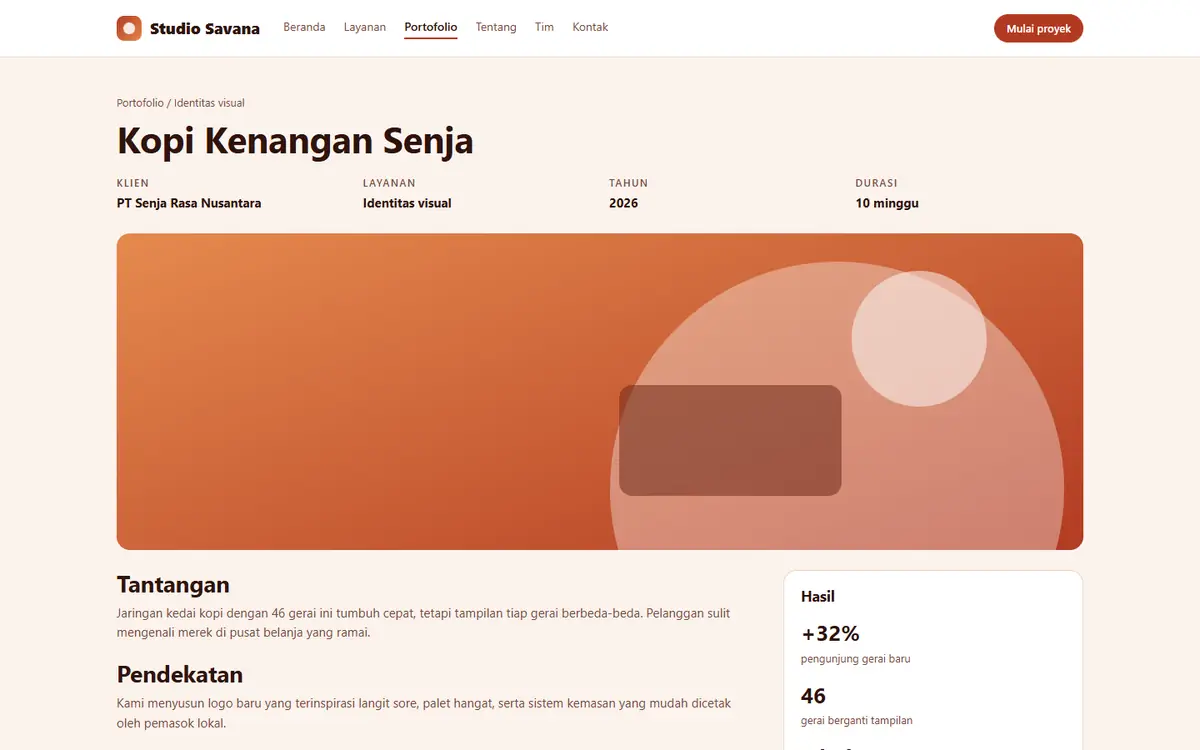 Studio Savana
Beranda
Layanan
Portofolio
Tentang
Tim
Kontak
Mulai proyek
Portofolio / Identitas visual
Kopi Kenangan Senja
KLIEN
PT Senja Rasa Nusantara
LAYANAN
Identitas visual
TAHUN
2026
DURASI
10 minggu
Tantangan
Jaringan kedai kopi dengan 46 gerai ini tumbuh cepat, tetapi tampilan tiap gerai berbeda-beda. Pelanggan sulit
mengenali merek di pusat belanja yang ramai.
Pendekatan
Kami menyusun logo baru yang terinspirasi langit sore, palet hangat, serta sistem kemasan yang mudah dicetak
oleh pemasok lokal.
Hasil
+32%
pengunjung gerai baru
46
gerai berganti tampilan